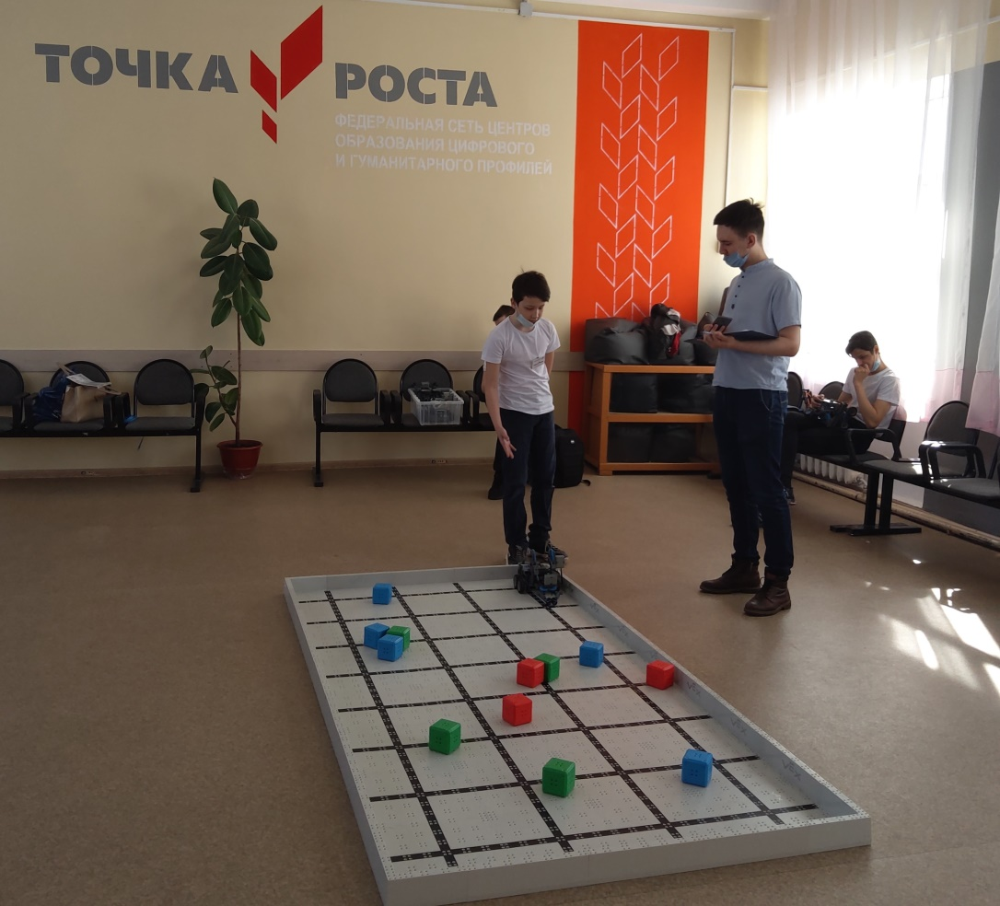 ТОЧКА РОСТА
ФЕДЕРАЛЬНАЯ СЕТЬ ЦЕНТРОВ
ОБРАЗОВАНИЯ ЦИФРОВОГО
И ГУМАНИТАРНОГО ПРОФИЛЕЙ